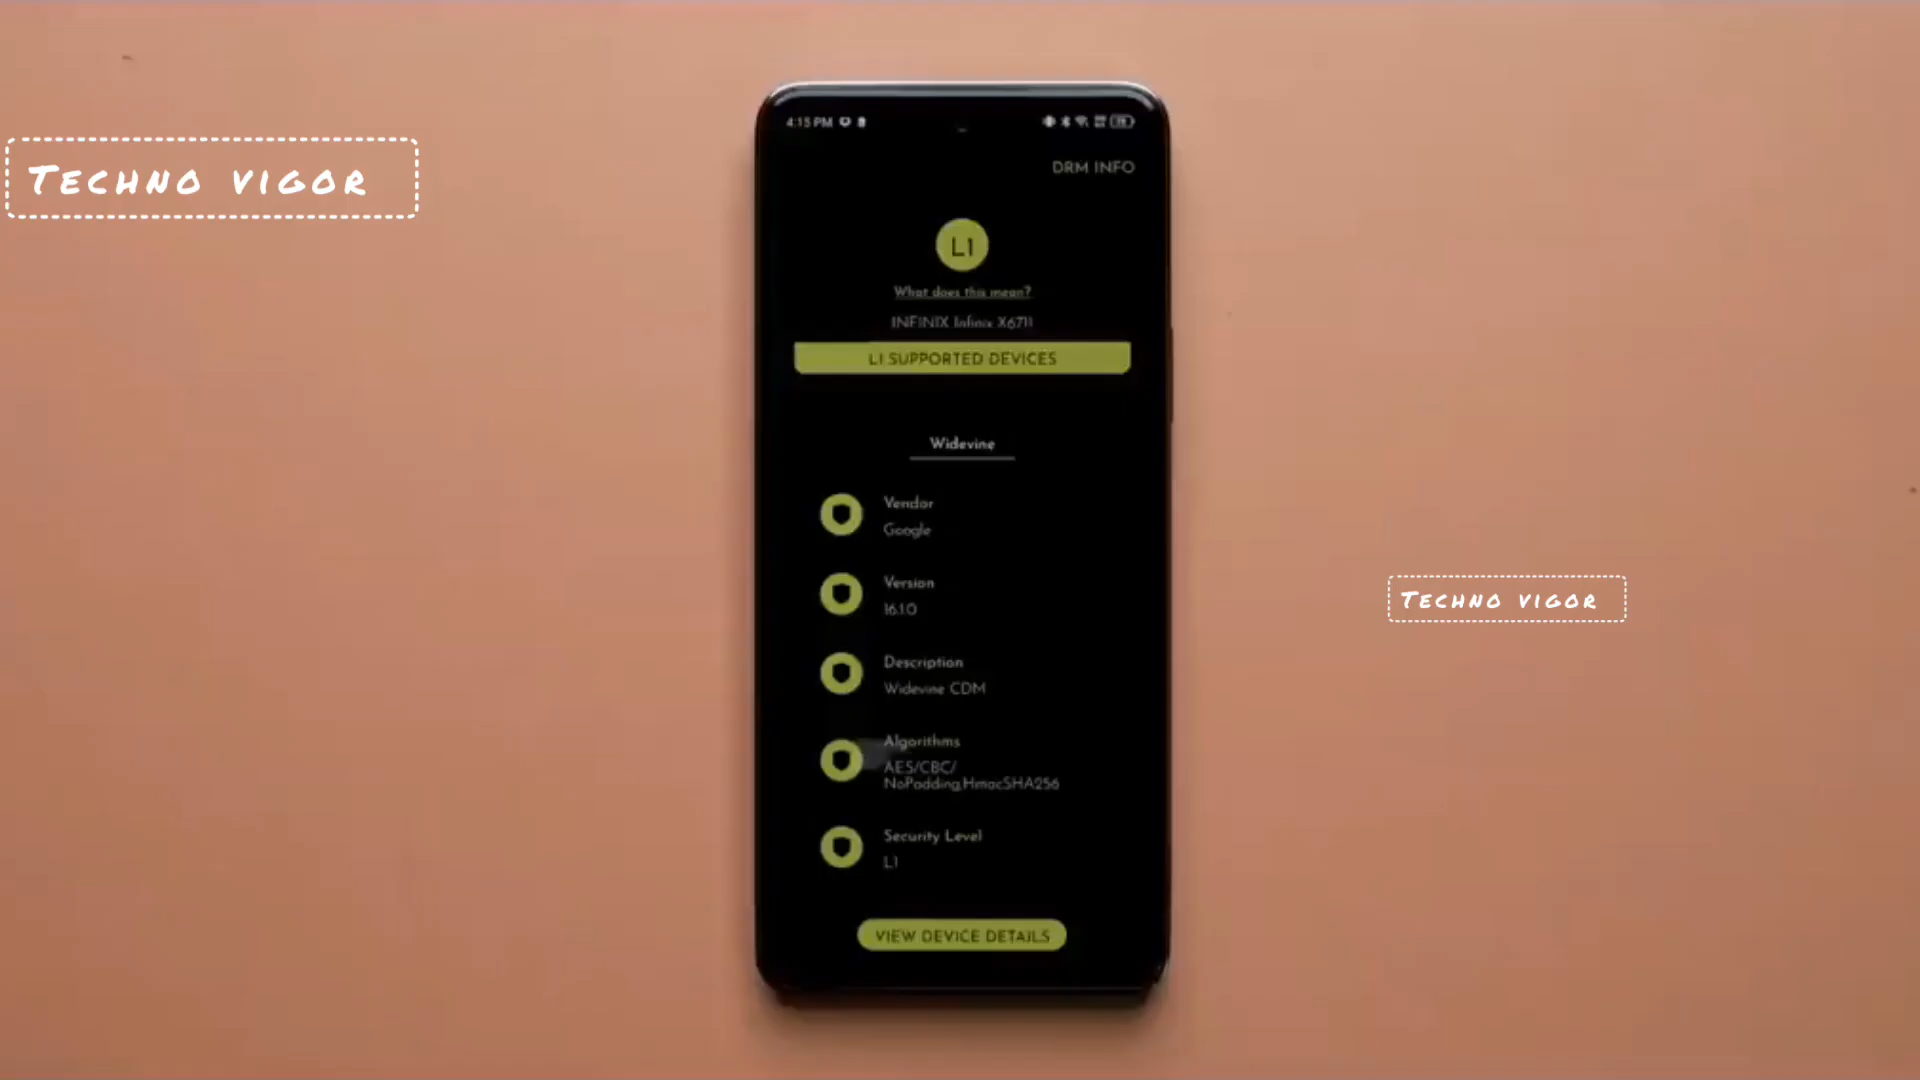 Techno vigor
4:15 PM
DRM INFO
L1
What does this mean?
INFINIX Infinix X6711
L1 SUPPORTED DEVICES
Widevine
Vendor
Google
Version
16.1.0
Description
Widevine CDM
Techno vigor
Algorithms
AES/CBC/
NoPadding,HmacSHA256
Security Level
L1
VIEW DEVICE DETAILS